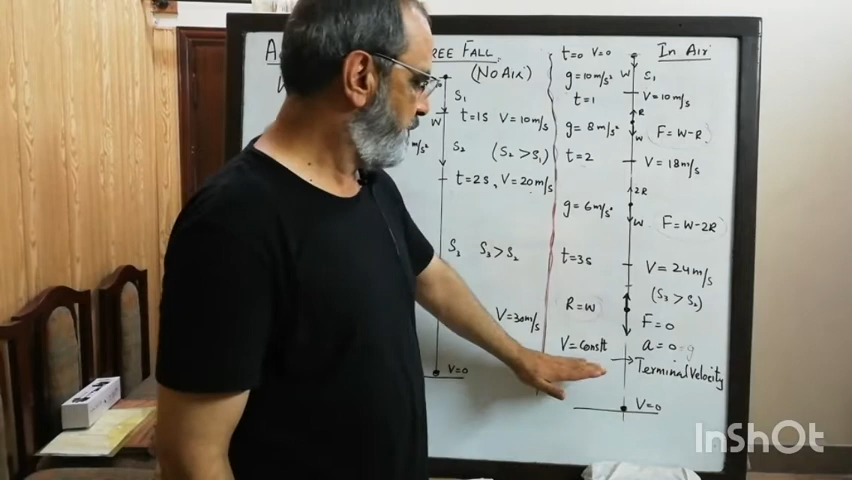 REE FALL
(No Air)
S₁
t=1s V=10m/s
W
m/s²
S₂
(S₂>S₁)
t=2s, V=20m/s
S₃ S₃>S₂
V=30m/s
V=0
In Air
t=0 V=0
W S₁
g=10m/s²
t=1
V=10m/s
R
g=8m/s²
W
F=W-R
t=2
V=18m/s
2R
g=6m/s²
W
F=W-2R
t=3s
V=24m/s
(S₃>S₂)
R=W
F=0
V=Const
a=0=g
Terminal Velocity
V=0
InShOt